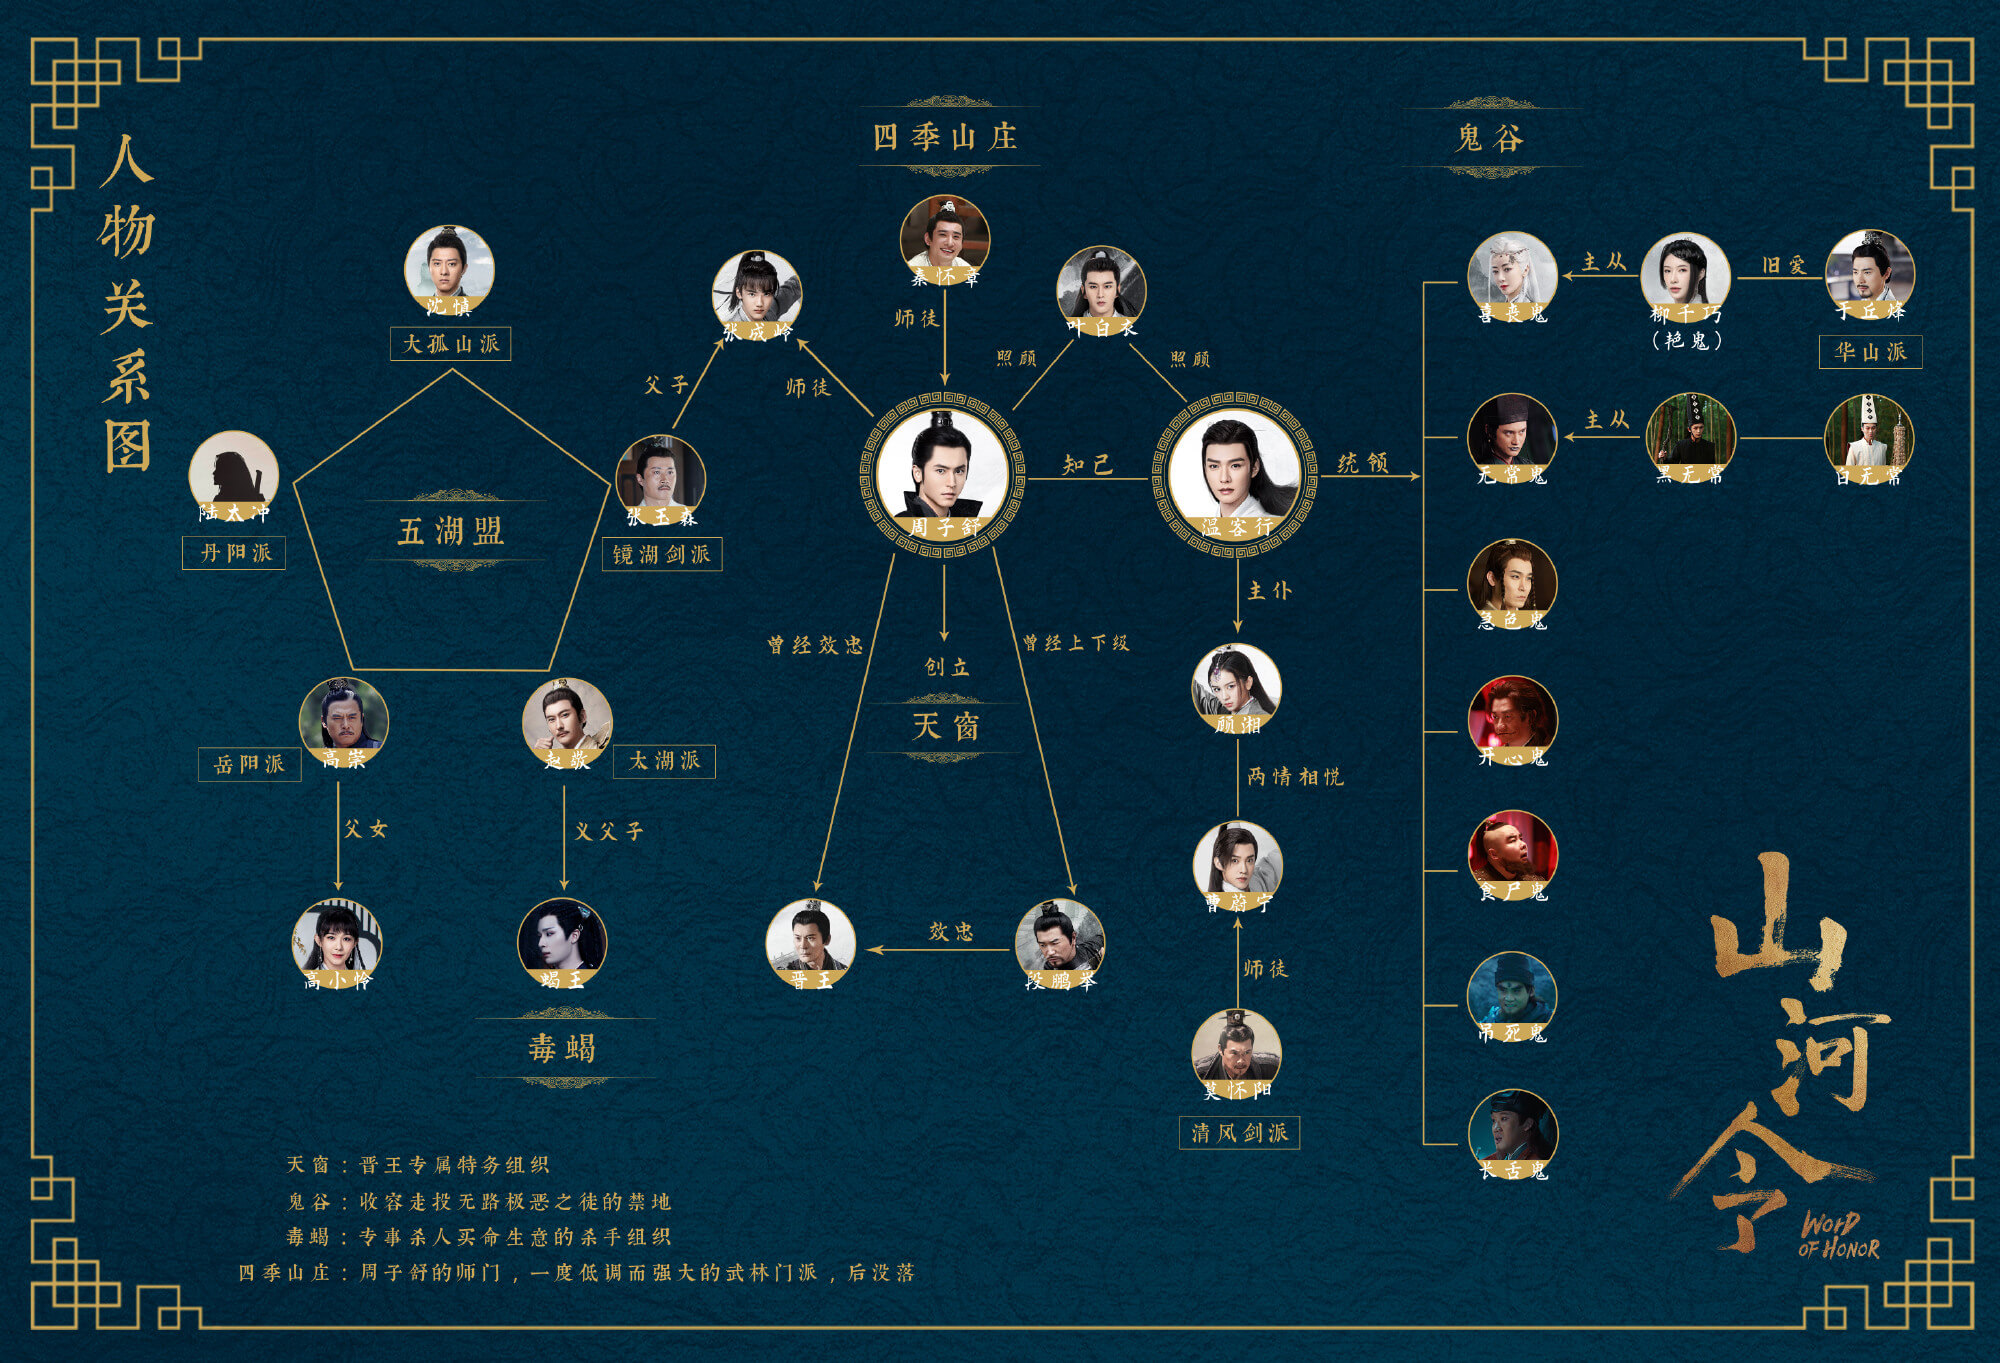 人物关系图
四季山庄
鬼谷
秦怀章
师徒
沈慎
大孤山派
张成岭
叶白衣
父子
师徒
照顾
照顾
喜丧鬼
主从
柳千巧
（艳鬼）
旧爱
于丘烽
华山派
陆太冲
丹阳派
五湖盟
张玉森
镜湖剑派
周子舒
知己
温客行
统领
无常鬼
主从
黑无常
白无常
急色鬼
曾经效忠
创立
天窗
曾经上下级
主仆
顾湘
两情相悦
开心鬼
岳阳派
高崇
赵敬
太湖派
父女
义父子
曹蔚宁
食尸鬼
高小怜
蝎王
毒蝎
晋王
效忠
段鹏举
师徒
莫怀阳
清风剑派
吊死鬼
长舌鬼
天窗：晋王专属特务组织
鬼谷：收容走投无路极恶之徒的禁地
毒蝎：专事杀人买命生意的杀手组织
四季山庄：周子舒的师门，一度低调而强大的武林门派，后没落
山河令
WORD
OF HONOR